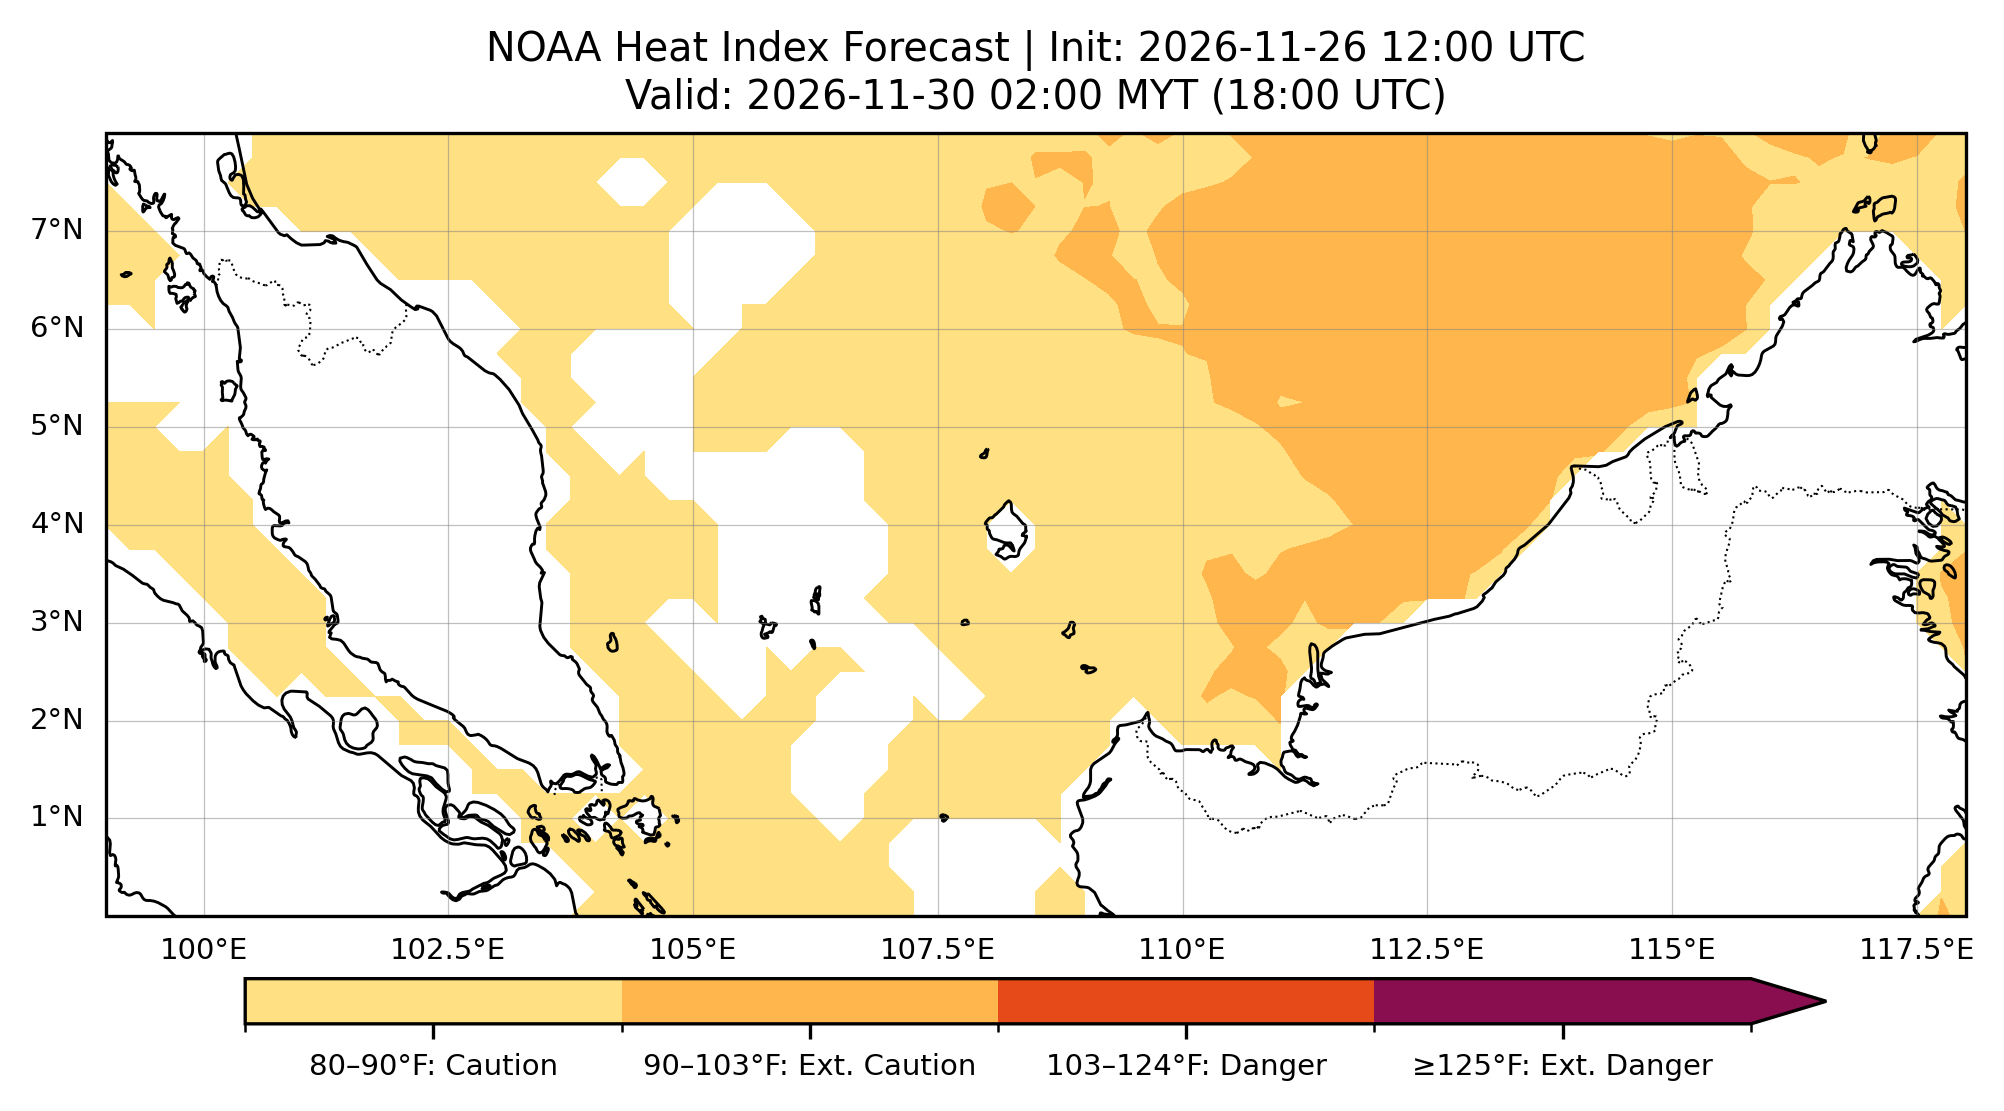 NOAA Heat Index Forecast | Init: 2026-11-26 12:00 UTC
Valid: 2026-11-30 02:00 MYT (18:00 UTC)
7°N
6°N
5°N
4°N
3°N
2°N
1°N
100°E
102.5°E
105°E
107.5°E
110°E
112.5°E
115°E
117.5°E
80–90°F: Caution
90–103°F: Ext. Caution
103–124°F: Danger
≥125°F: Ext. Danger